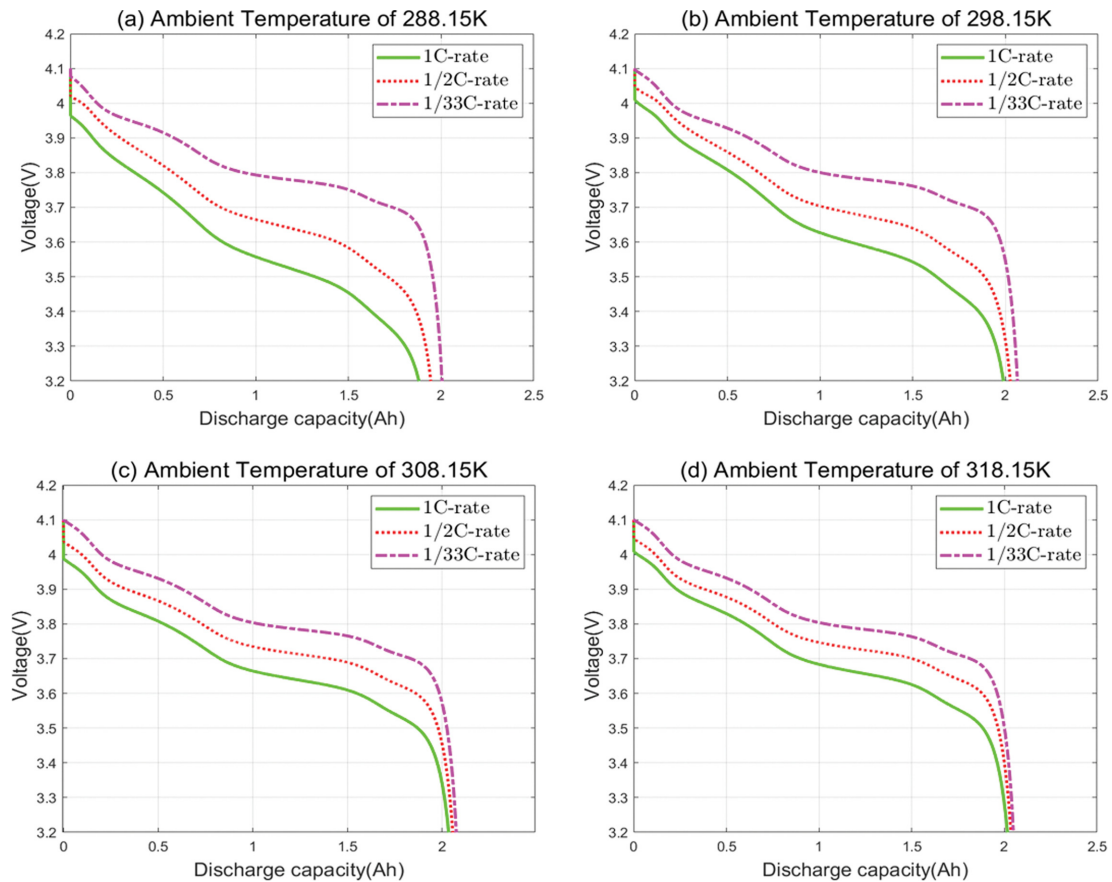 (a) Ambient Temperature of 288.15K
4.2
4.1
4
3.9
3.8
3.7
3.6
3.5
3.4
3.3
3.2
Voltage(V)
1C-rate
1/2C-rate
1/33C-rate
0
0.5
1
1.5
2
2.5
Discharge capacity(Ah)
(b) Ambient Temperature of 298.15K
4.2
4.1
4
3.9
3.8
3.7
3.6
3.5
3.4
3.3
3.2
Voltage(V)
1C-rate
1/2C-rate
1/33C-rate
0
0.5
1
1.5
2
2.5
Discharge capacity(Ah)
(c) Ambient Temperature of 308.15K
4.2
4.1
4
3.9
3.8
3.7
3.6
3.5
3.4
3.3
3.2
Voltage(V)
1C-rate
1/2C-rate
1/33C-rate
0
0.5
1
1.5
2
Discharge capacity(Ah)
(d) Ambient Temperature of 318.15K
4.2
4.1
4
3.9
3.8
3.7
3.6
3.5
3.4
3.3
3.2
Voltage(V)
1C-rate
1/2C-rate
1/33C-rate
0
0.5
1
1.5
2
2.5
Discharge capacity(Ah)